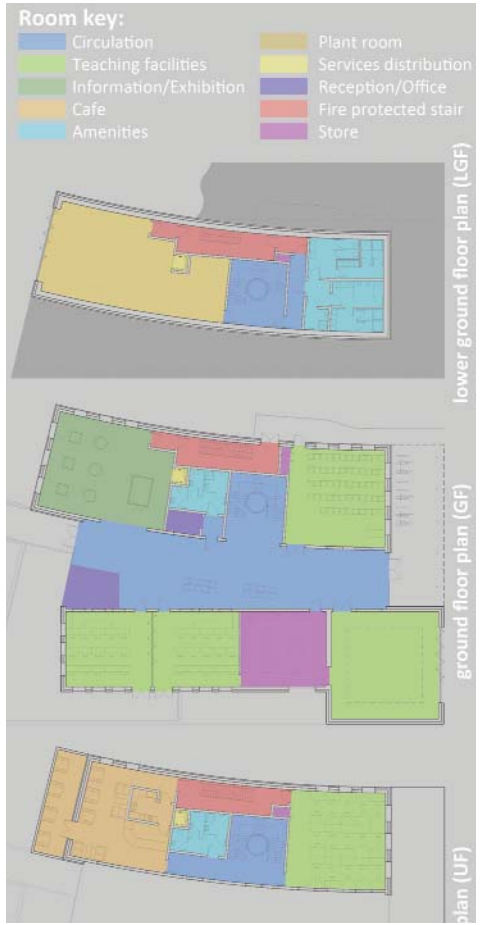 Room key:
Circulation
Teaching facilities
Information/Exhibition
Cafe
Amenities
Plant room
Services distribution
Reception/Office
Fire protected stair
Store
lower ground floor plan (LGF)
ground floor plan (GF)
plan (UF)